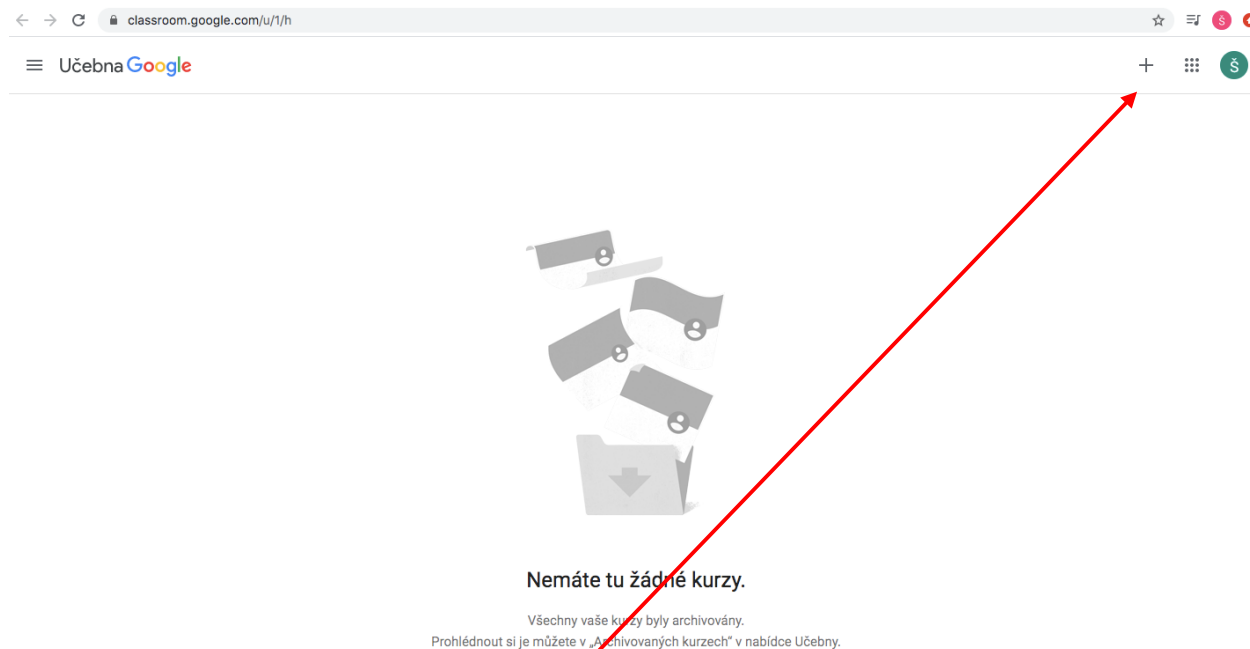 classroom.google.com/u/1/h
Š
Učebna Google
Š
Nemáte tu žádné kurzy.
Všechny vaše kurzy byly archivovány.
Prohlédnout si je můžete v „Archivovaných kurzech“ v nabídce Učebny.